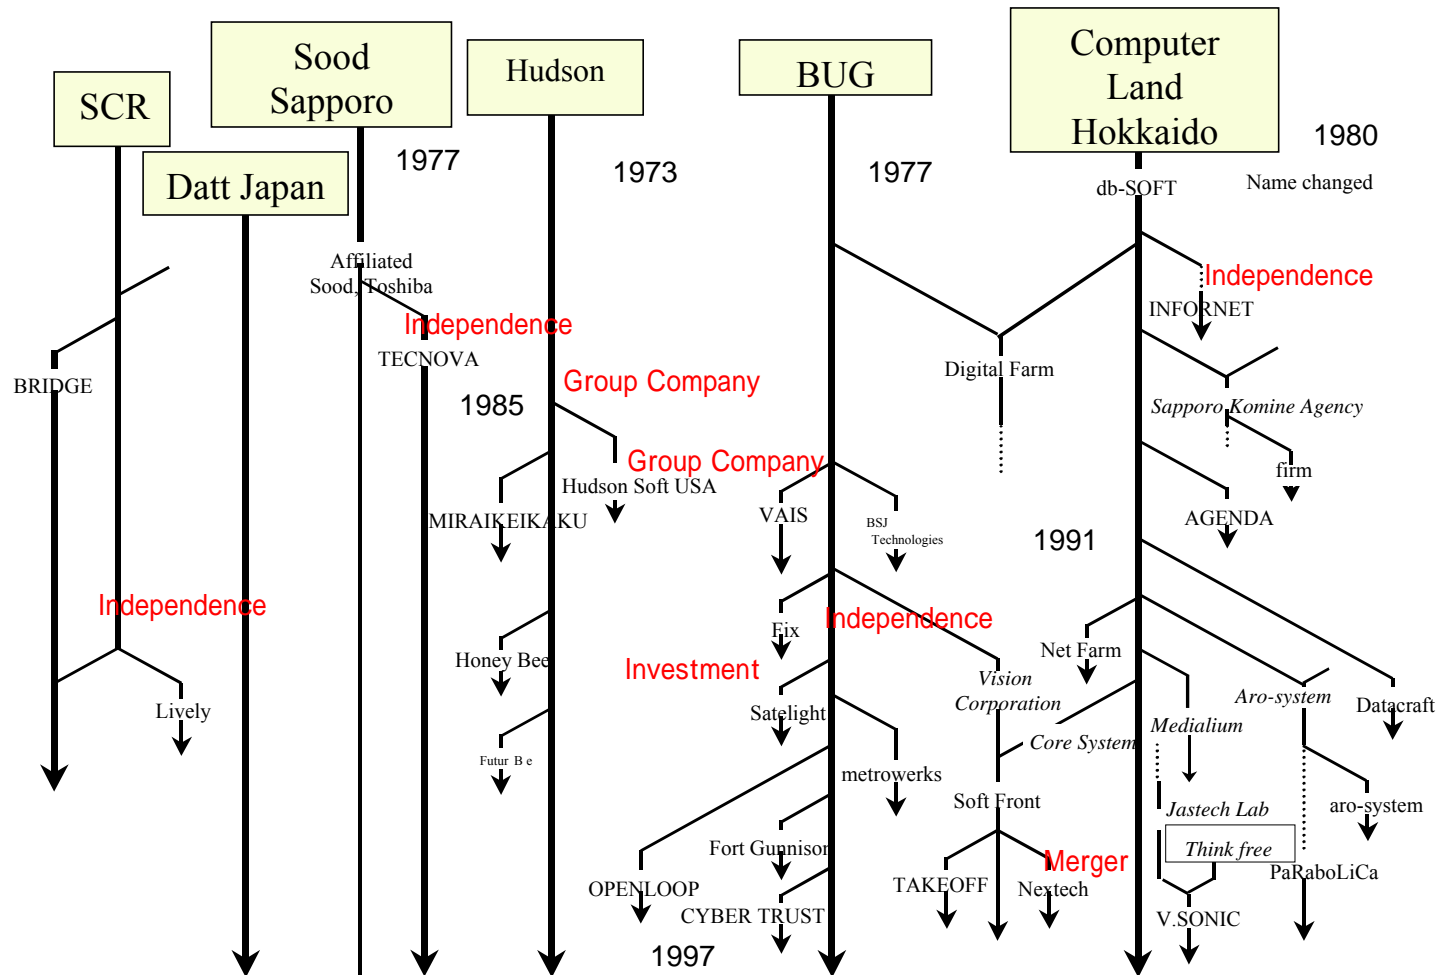 Computer
Land
Hokkaido
Sood
Sapporo
Hudson
BUG
SCR
1980
1977
1973
1977
Datt Japan
db-SOFT
Name changed
Affiliated
Sood, Toshiba
Independence
INFORNET
Independence
TECNOVA
Digital Farm
BRIDGE
Group Company
1985
Sapporo Komine Agency
Group Company
firm
Hudson Soft USA
MIRAIKEIKAKU
VAIS
BSJ
Technologies
AGENDA
1991
Independence
Independence
Fix
Net Farm
Honey Bee
Investment
Vision
Corporation
Aro-system
Datacraft
Lively
Satelight
Medialium
Core System
Futur B e
metrowerks
Soft Front
aro-system
Jastech Lab
Fort Gunnison
Think free
Merger
PaRaboLiCa
OPENLOOP
TAKEOFF
Nextech
CYBER TRUST
V.SONIC
1997